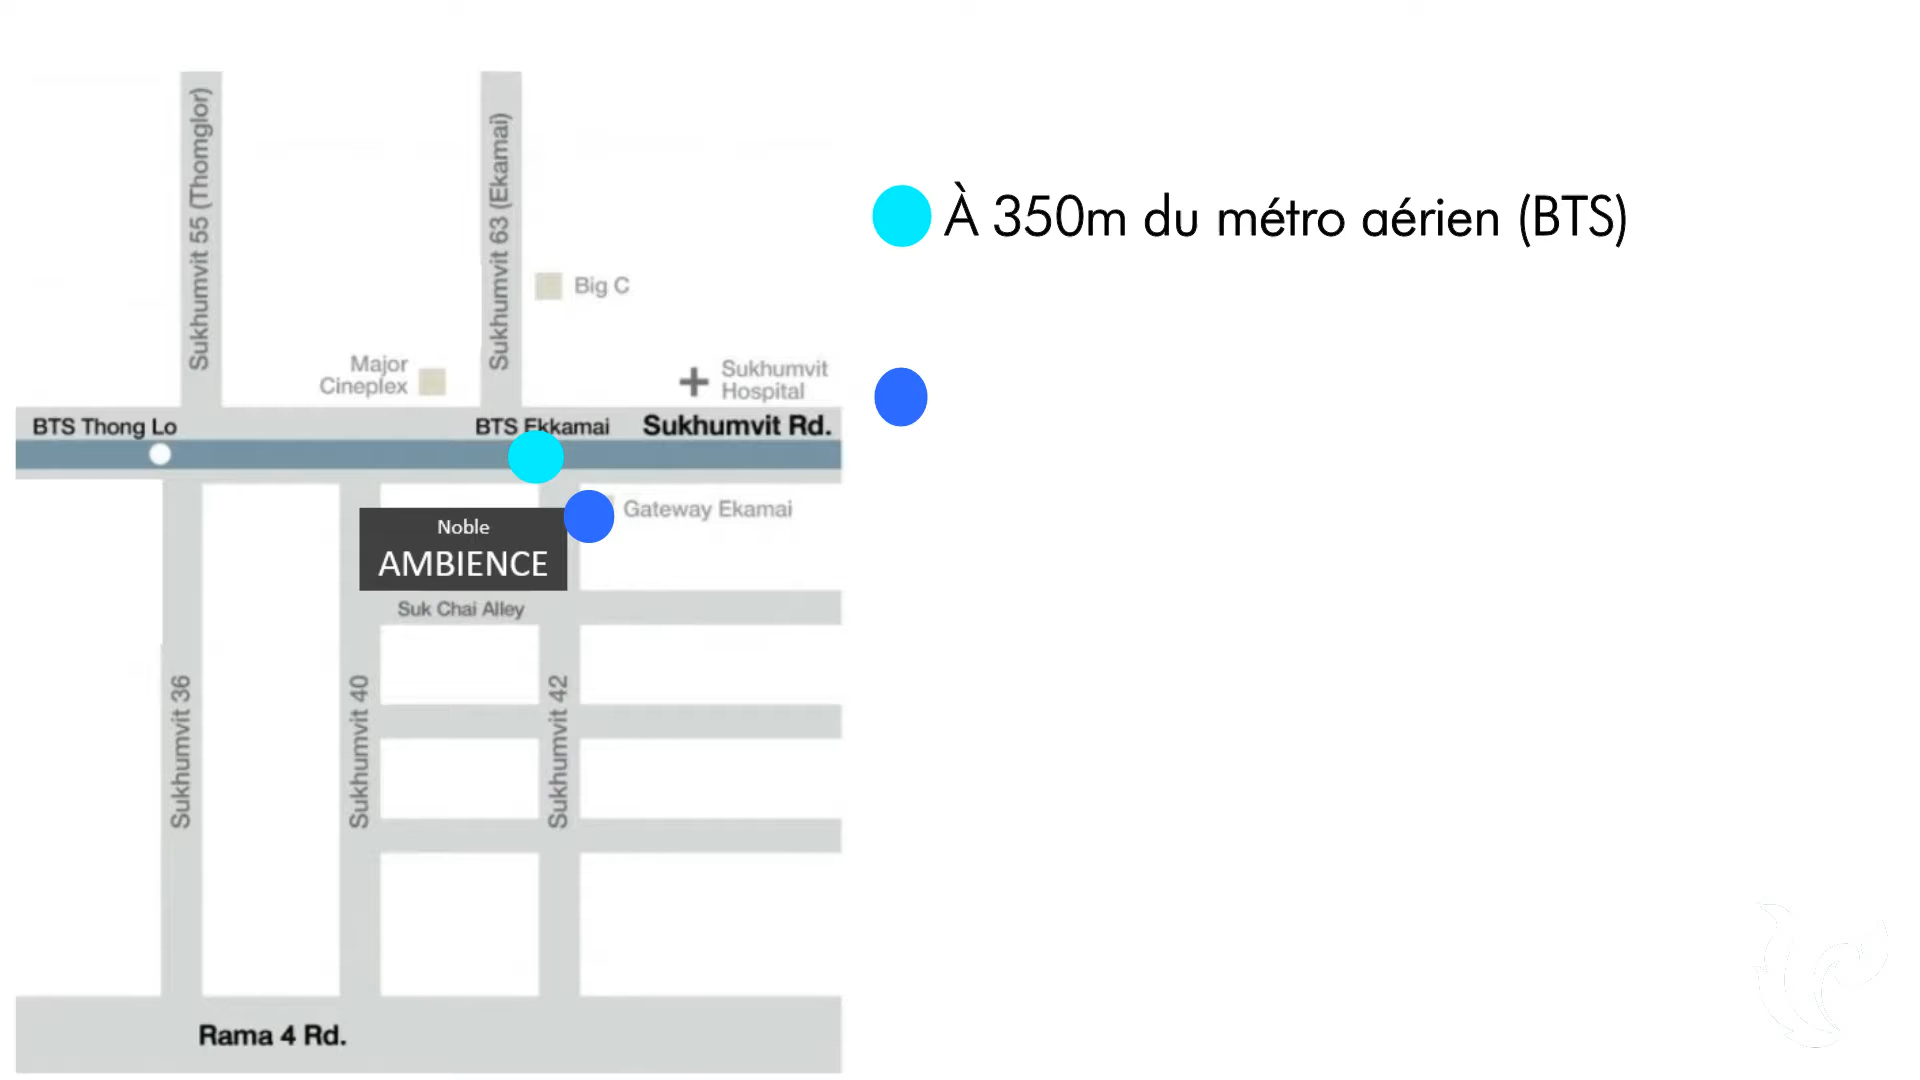 Sukhumvit 55 (Thomglor)
Sukhumvit 63 (Ekamai)
Big C
Major
Cineplex
Sukhumvit
Hospital
BTS Thong Lo
BTS Ekkamai
Sukhumvit Rd.
Gateway Ekamai
Noble
AMBIENCE
Suk Chai Alley
Sukhumvit 36
Sukhumvit 40
Sukhumvit 42
Rama 4 Rd.
À 350m du métro aérien (BTS)